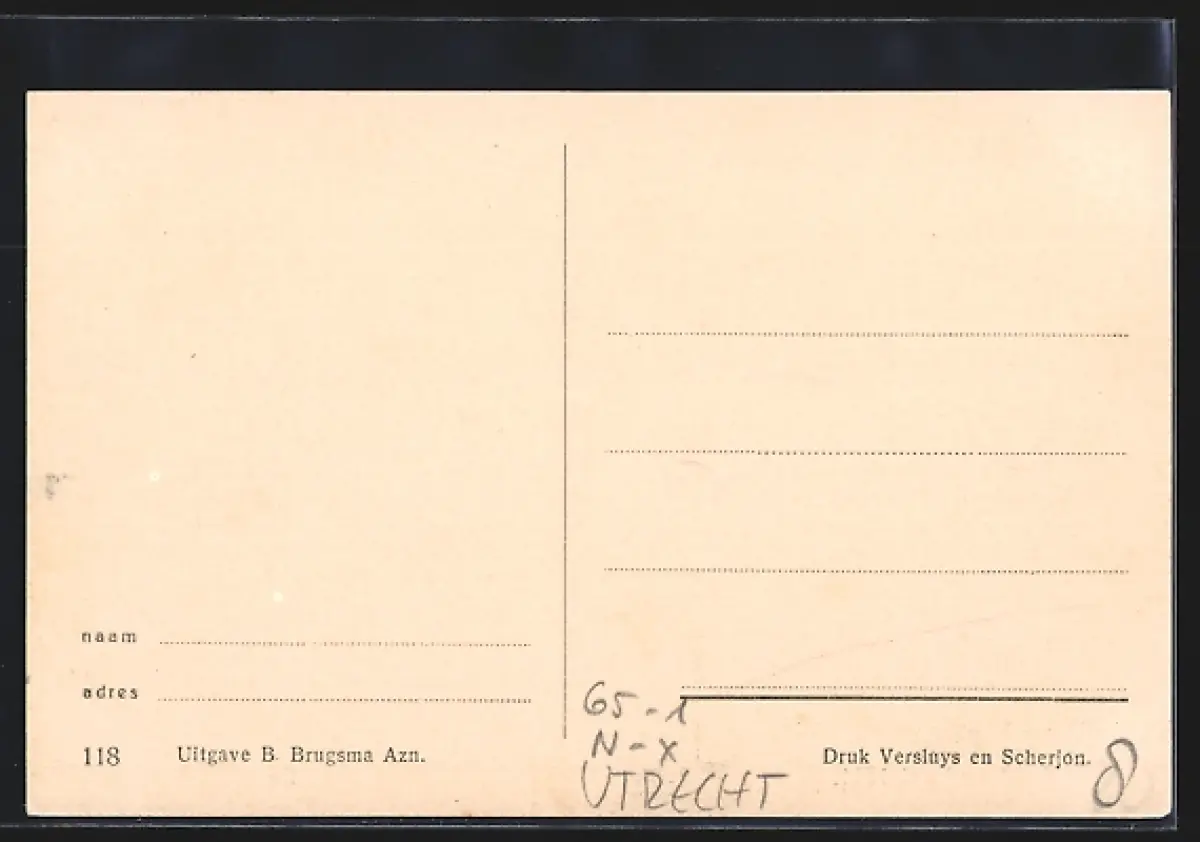 naam
adres
118 Uitgave B. Brugsma Azn.
65-1
N-X
UTRECHT
Druk Versluys en Scherjon.
8